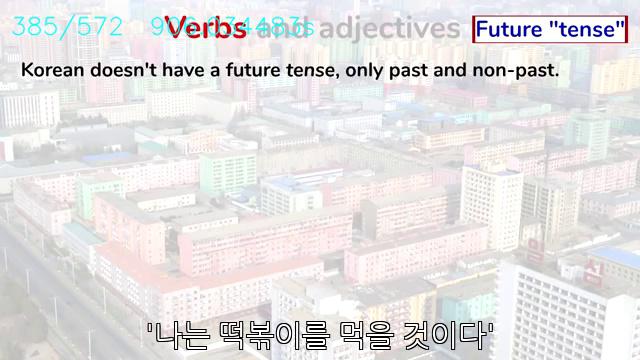 385/572
Verbs and adjectives
Future "tense"
Korean doesn't have a future tense, only past and non-past.
'나는 떡볶이를 먹을 것이다'